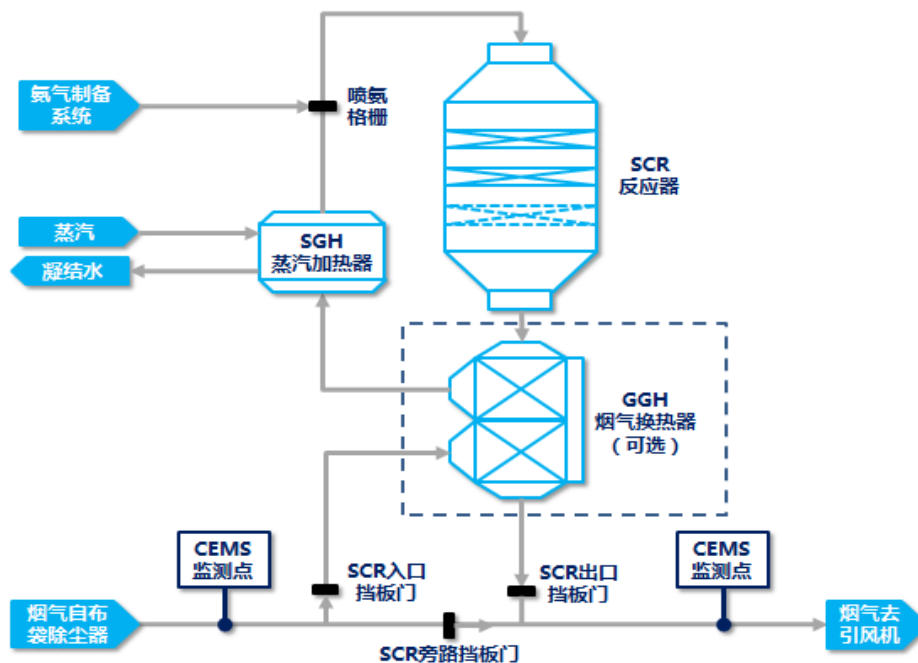 氨气制备
系统
喷氨
格栅
SCR
反应器
蒸汽
凝结水
SGH
蒸汽加热器
GGH
烟气换热器
（可选）
CEMS
监测点
SCR入口
挡板门
SCR出口
挡板门
CEMS
监测点
烟气自布
袋除尘器
SCR旁路挡板门
烟气去
引风机